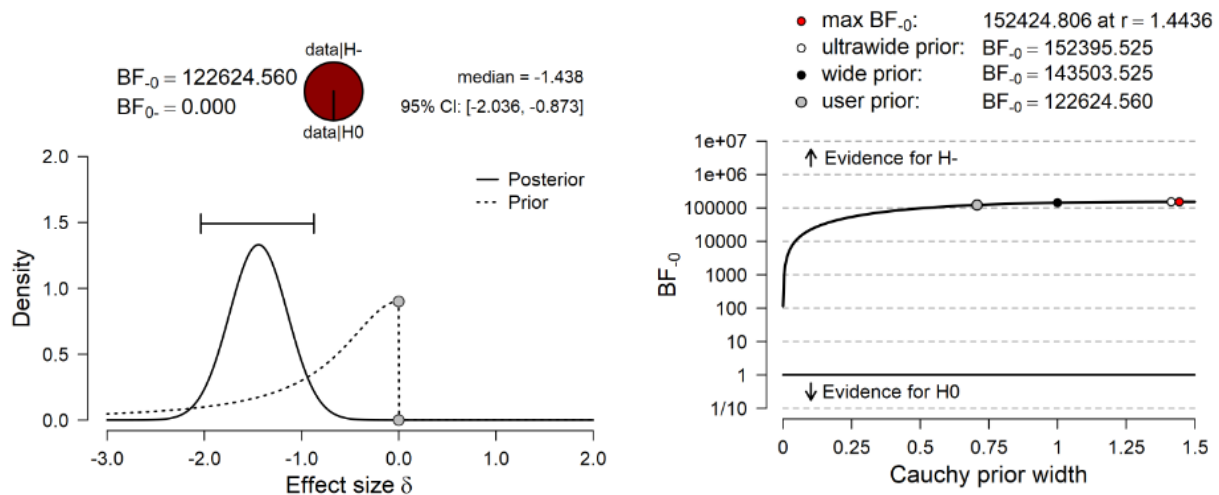 data|H-
BF₋₀ = 122624.560
BF₀₋ = 0.000
data|H0
median = -1.438
95% CI: [-2.036, -0.873]
2.0
1.5
1.0
0.5
0.0
Density
Posterior
Prior
-3.0 -2.0 -1.0 0.0 1.0 2.0
Effect size δ
max BF₋₀: 152424.806 at r = 1.4436
ultrawide prior: BF₋₀ = 152395.525
wide prior: BF₋₀ = 143503.525
user prior: BF₋₀ = 122624.560
1e+07
1e+06
100000
10000
1000
100
10
1
1/10
BF₋₀
↑ Evidence for H-
↓ Evidence for H0
0 0.25 0.5 0.75 1 1.25 1.5
Cauchy prior width